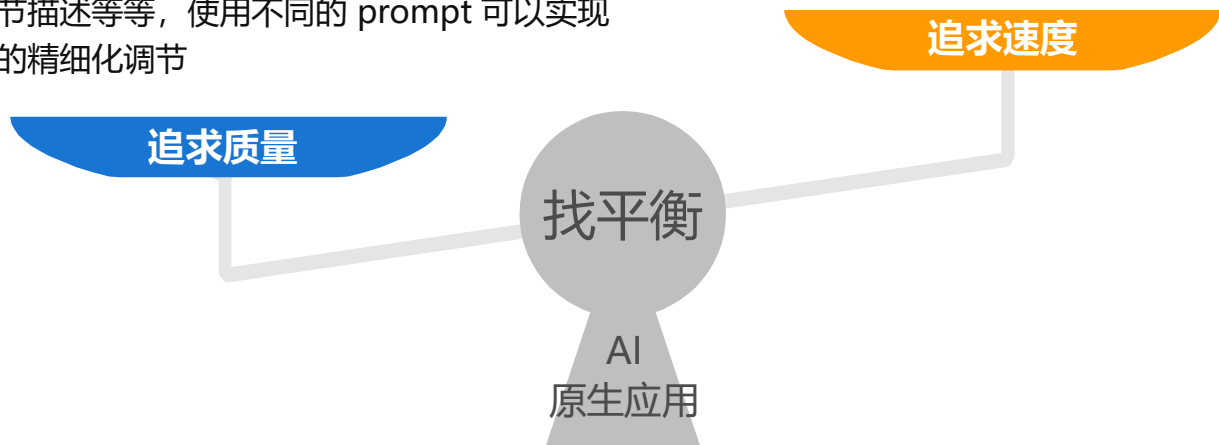 节描述等等，使用不同的 prompt 可以实现
的精细化调节
追求速度
追求质量
找平衡
AI
原生应用